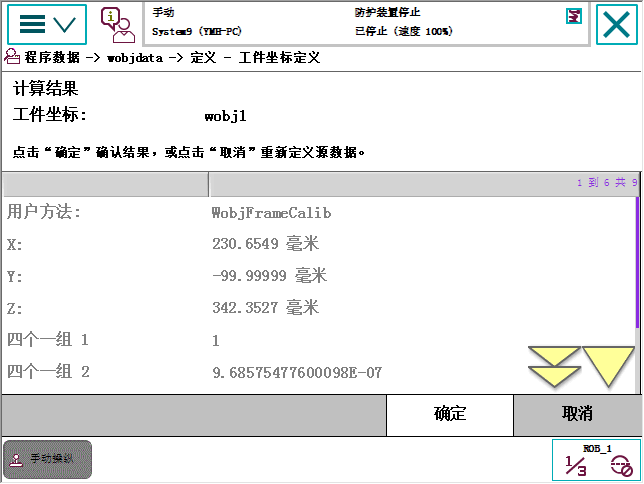 手动
防护装置停止
System9 (YMH-PC)
已停止 (速度 100%)
程序数据 -> wobjdata -> 定义 - 工件坐标定义
计算结果
工件坐标: wobj1
点击“确定”确认结果，或点击“取消”重新定义源数据。
1 到 6 共 9
用户方法: WobjFrameCalib
X: 230.6549 毫米
Y: -99.99999 毫米
Z: 342.3527 毫米
四个一组 1 1
四个一组 2 9.68575477600098E-07
确定 取消
手动操纵
ROB_1
1/3